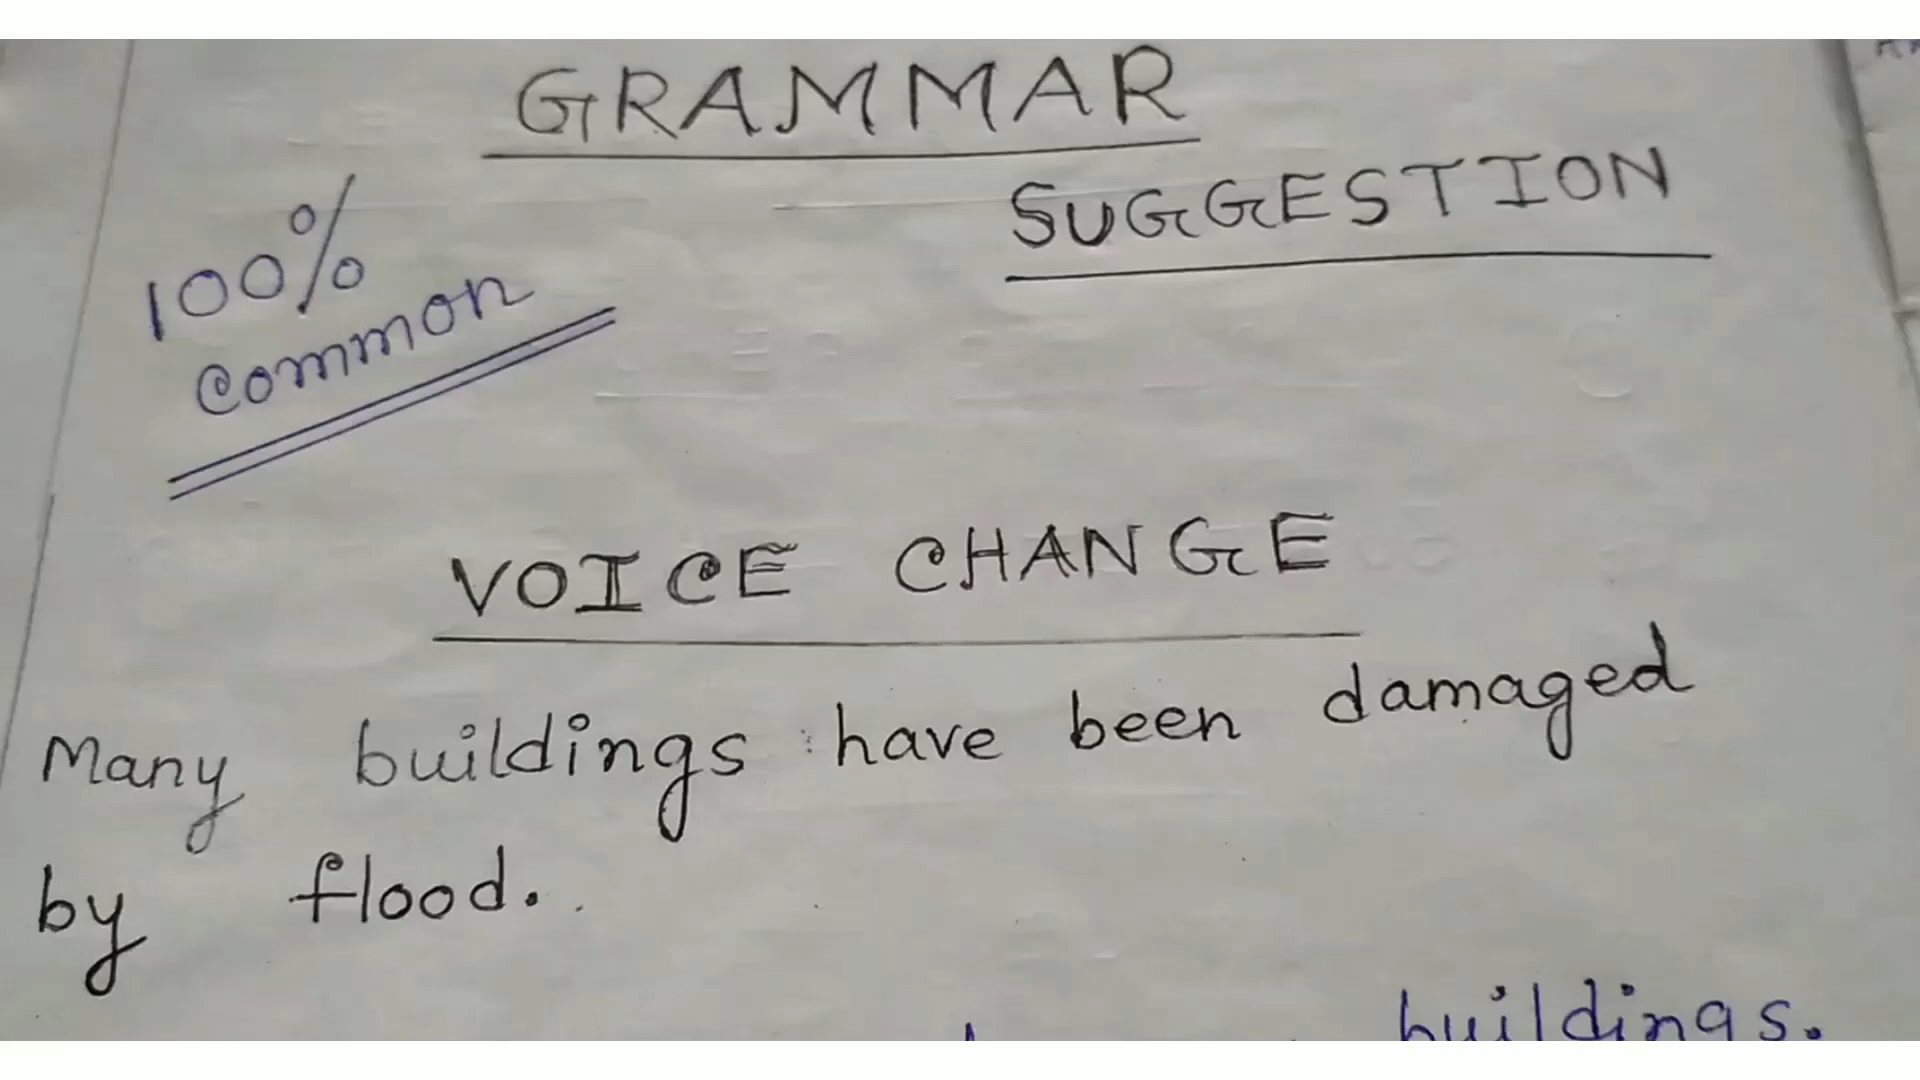 GRAMMAR
SUGGESTION
100%
common
VOICE CHANGE
Many buildings have been damaged
by flood.
buildings.